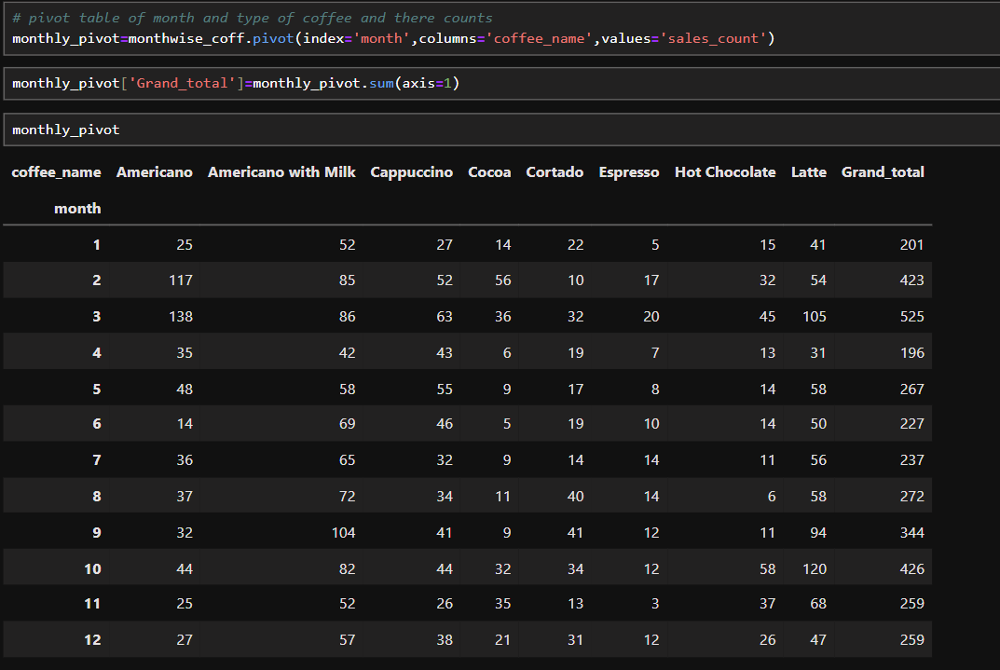 # pivot table of month and type of coffee and there counts
monthly_pivot=monthwise_coff.pivot(index='month',columns='coffee_name',values='sales_count')
monthly_pivot['Grand_total']=monthly_pivot.sum(axis=1)
monthly_pivot
coffee_name Americano Americano with Milk Cappuccino Cocoa Cortado Espresso Hot Chocolate Latte Grand_total
month
1 25 52 27 14 22 5 15 41 201
2 117 85 52 56 10 17 32 54 423
3 138 86 63 36 32 20 45 105 525
4 35 42 43 6 19 7 13 31 196
5 48 58 55 9 17 8 14 58 267
6 14 69 46 5 19 10 14 50 227
7 36 65 32 9 14 14 11 56 237
8 37 72 34 11 40 14 6 58 272
9 32 104 41 9 41 12 11 94 344
10 44 82 44 32 34 12 58 120 426
11 25 52 26 35 13 3 37 68 259
12 27 57 38 21 31 12 26 47 259